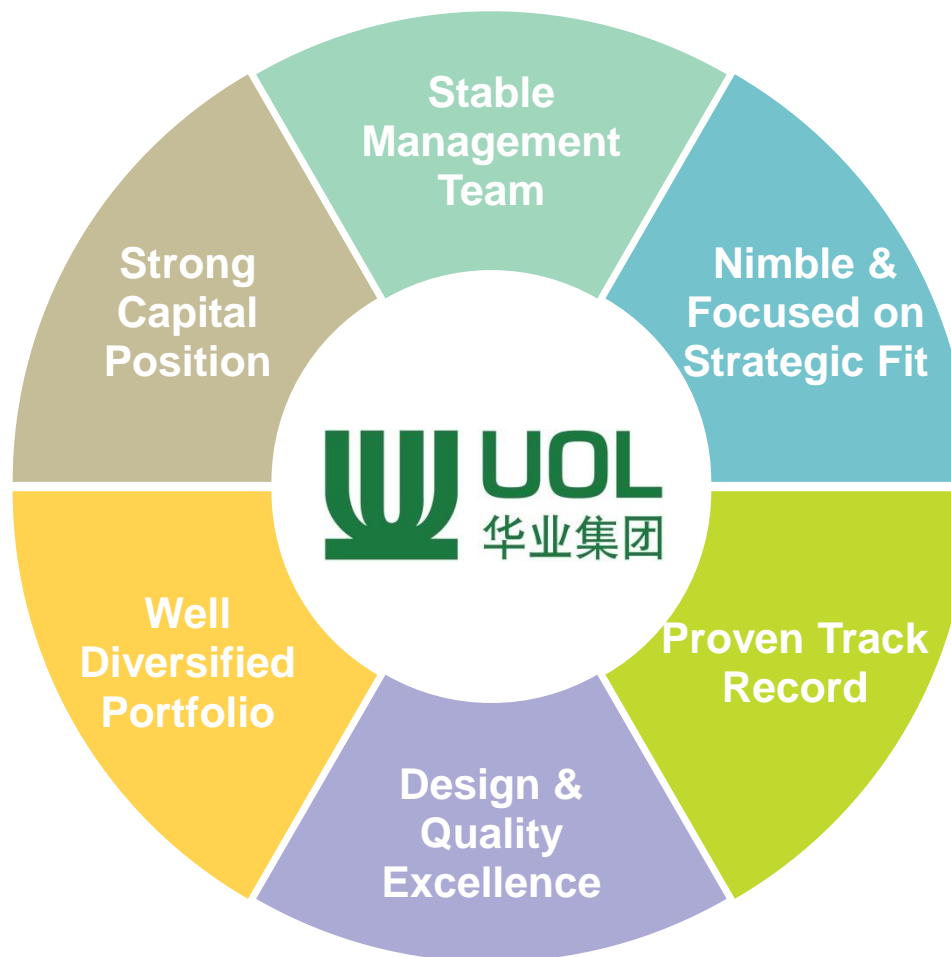 Stable
Management
Team
Nimble &
Focused on
Strategic Fit
Proven Track
Record
Design &
Quality
Excellence
Well
Diversified
Portfolio
Strong
Capital
Position
UOL
华业集团